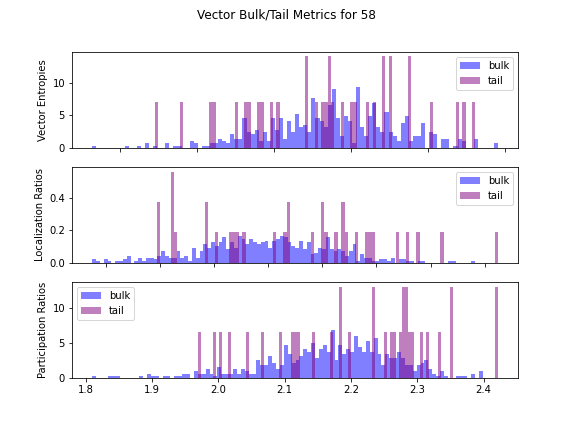 Vector Bulk/Tail Metrics for 58
Vector Entropies
10
5
0
bulk
tail
Localization Ratios
0.4
0.2
0.0
bulk
tail
Participation Ratios
10
5
0
bulk
tail
1.8 1.9 2.0 2.1 2.2 2.3 2.4